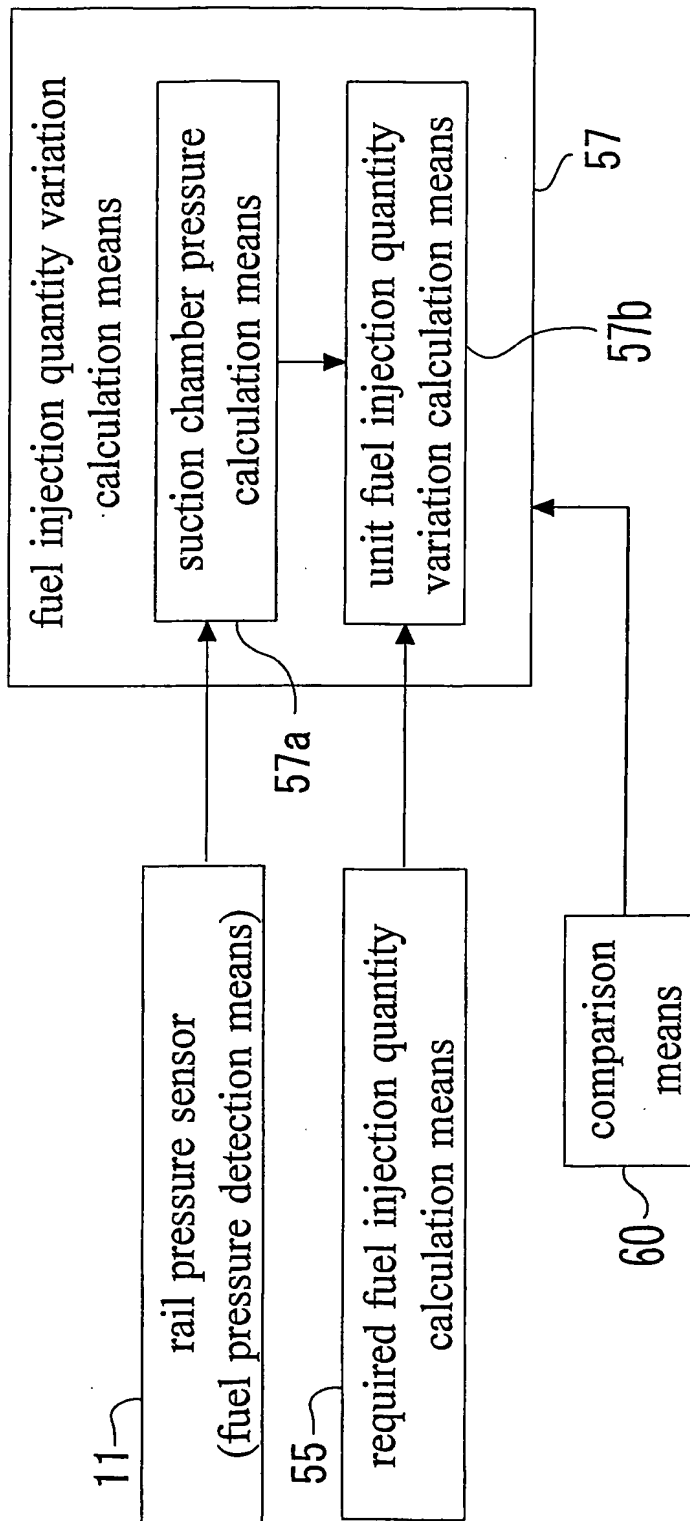 11
rail pressure sensor
(fuel pressure detection means)
55
required fuel injection quantity
calculation means
60
comparison
means
fuel injection quantity variation
calculation means
suction chamber pressure
calculation means
57a
unit fuel injection quantity
variation calculation means
57b
57